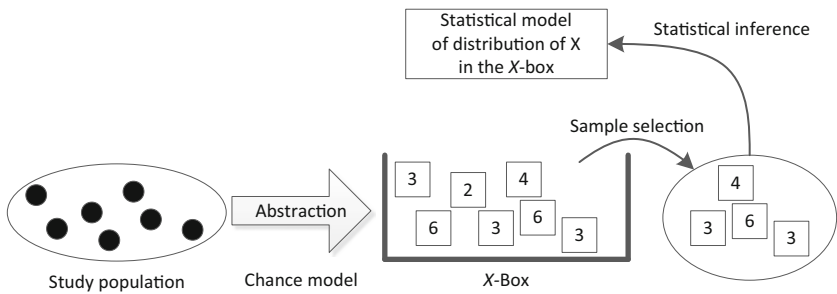 Statistical model
of distribution of X
in the X-box
Statistical inference
Sample selection
3
2
4
6
3
6
3
4
3
6
3
Abstraction
Study population
Chance model
X-Box